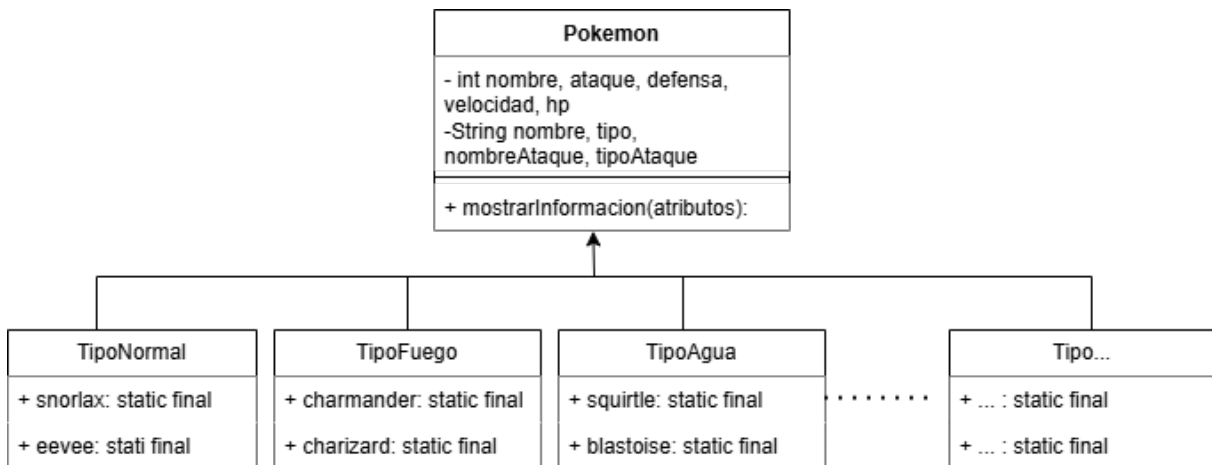 Pokemon
- int nombre, ataque, defensa,
velocidad, hp
-String nombre, tipo,
nombreAtaque, tipoAtaque
+ mostrarInformacion(atributos):
TipoNormal
+ snorlax: static final
+ eevee: stati final
TipoFuego
+ charmander: static final
+ charizard: static final
TipoAgua
+ squirtle: static final
+ blastoise: static final
Tipo...
+ ... : static final
+ ... : static final